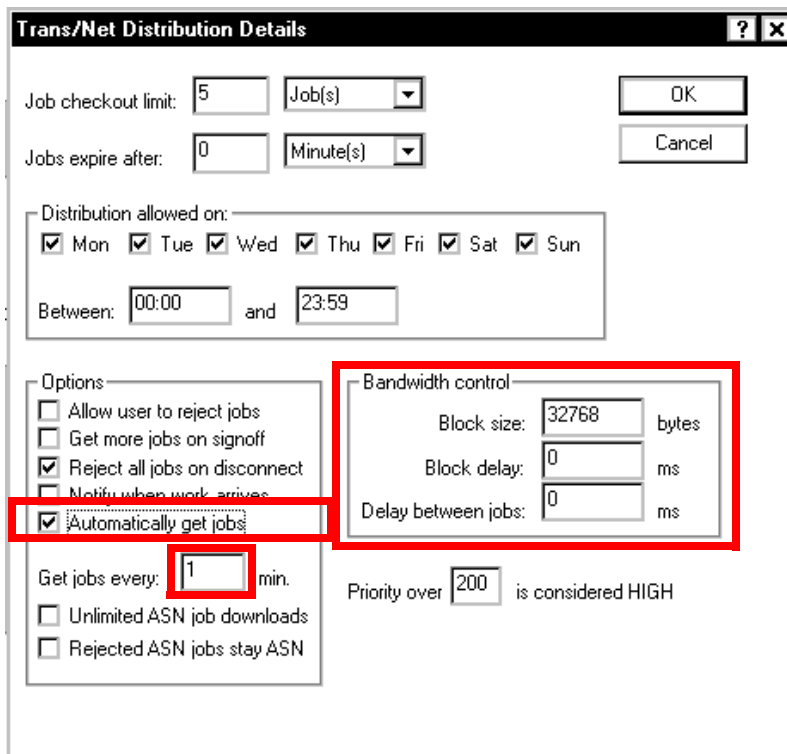 Trans/Net Distribution Details
Job checkout limit: 5 Job(s)
OK
Jobs expire after: 0 Minute(s)
Cancel
Distribution allowed on:
Mon Tue Wed Thu Fri Sat Sun
Between: 00:00 and 23:59
Options
Allow user to reject jobs
Get more jobs on signoff
Reject all jobs on disconnect
Notify when work arrives
Automatically get jobs
Get jobs every: 1 min.
Unlimited ASN job downloads
Rejected ASN jobs stay ASN
Bandwidth control
Block size: 32768 bytes
Block delay: 0 ms
Delay between jobs: 0 ms
Priority over 200 is considered HIGH